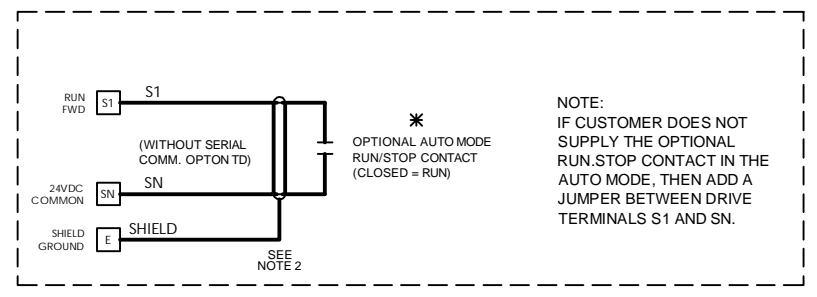 RUN
FWD
S1
S1
(WITHOUT SERIAL
COMM. OPTON TD)
24VDC
COMMON
SN
SN
SHIELD
GROUND
E
SHIELD
SEE
NOTE 2
OPTIONAL AUTO MODE
RUN/STOP CONTACT
(CLOSED = RUN)
NOTE:
IF CUSTOMER DOES NOT
SUPPLY THE OPTIONAL
RUN.STOP CONTACT IN THE
AUTO MODE, THEN ADD A
JUMPER BETWEEN DRIVE
TERMINALS S1 AND SN.